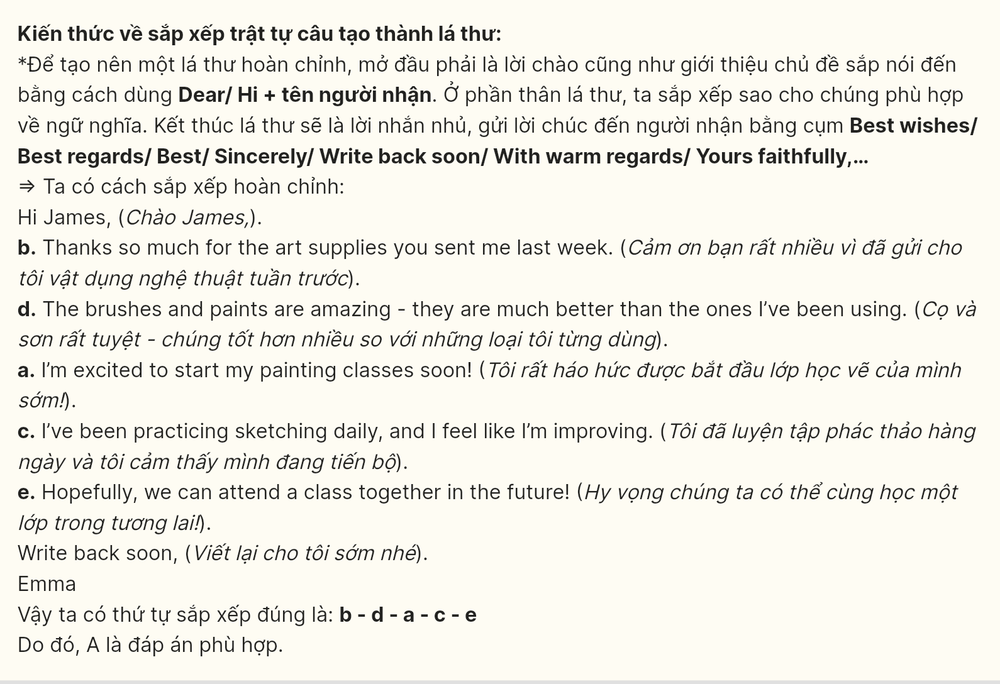 Kiến thức về sắp xếp trật tự câu tạo thành lá thư:
*Để tạo nên một lá thư hoàn chỉnh, mở đầu phải là lời chào cũng như giới thiệu chủ đề sắp nói đến
bằng cách dùng Dear/ Hi + tên người nhận. Ở phần thân lá thư, ta sắp xếp sao cho chúng phù hợp
về ngữ nghĩa. Kết thúc lá thư sẽ là lời nhắn nhủ, gửi lời chúc đến người nhận bằng cụm Best wishes/
Best regards/ Best/ Sincerely/ Write back soon/ With warm regards/ Yours faithfully,...
⇒ Ta có cách sắp xếp hoàn chỉnh:
Hi James, (Chào James,).
b. Thanks so much for the art supplies you sent me last week. (Cảm ơn bạn rất nhiều vì đã gửi cho
tôi vật dụng nghệ thuật tuần trước).
d. The brushes and paints are amazing - they are much better than the ones I’ve been using. (Cọ và
sơn rất tuyệt - chúng tốt hơn nhiều so với những loại tôi từng dùng).
a. I’m excited to start my painting classes soon! (Tôi rất háo hức được bắt đầu lớp học vẽ của mình
sớm!).
c. I’ve been practicing sketching daily, and I feel like I’m improving. (Tôi đã luyện tập phác thảo hàng
ngày và tôi cảm thấy mình đang tiến bộ).
e. Hopefully, we can attend a class together in the future! (Hy vọng chúng ta có thể cùng học một
lớp trong tương lai!).
Write back soon, (Viết lại cho tôi sớm nhé).
Emma
Vậy ta có thứ tự sắp xếp đúng là: b - d - a - c - e
Do đó, A là đáp án phù hợp.